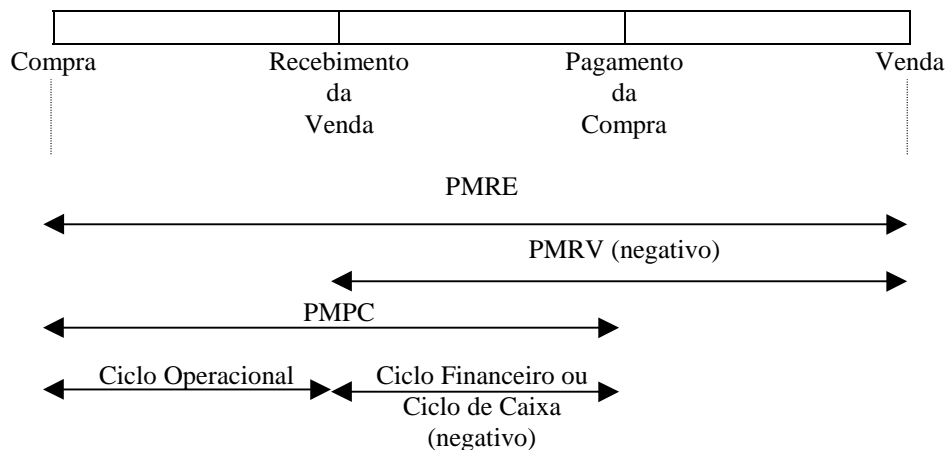 Compra Recebimento da Venda Pagamento da Compra Venda
PMRE
PMRV (negativo)
PMPC
Ciclo Operacional
Ciclo Financeiro ou
Ciclo de Caixa
(negativo)